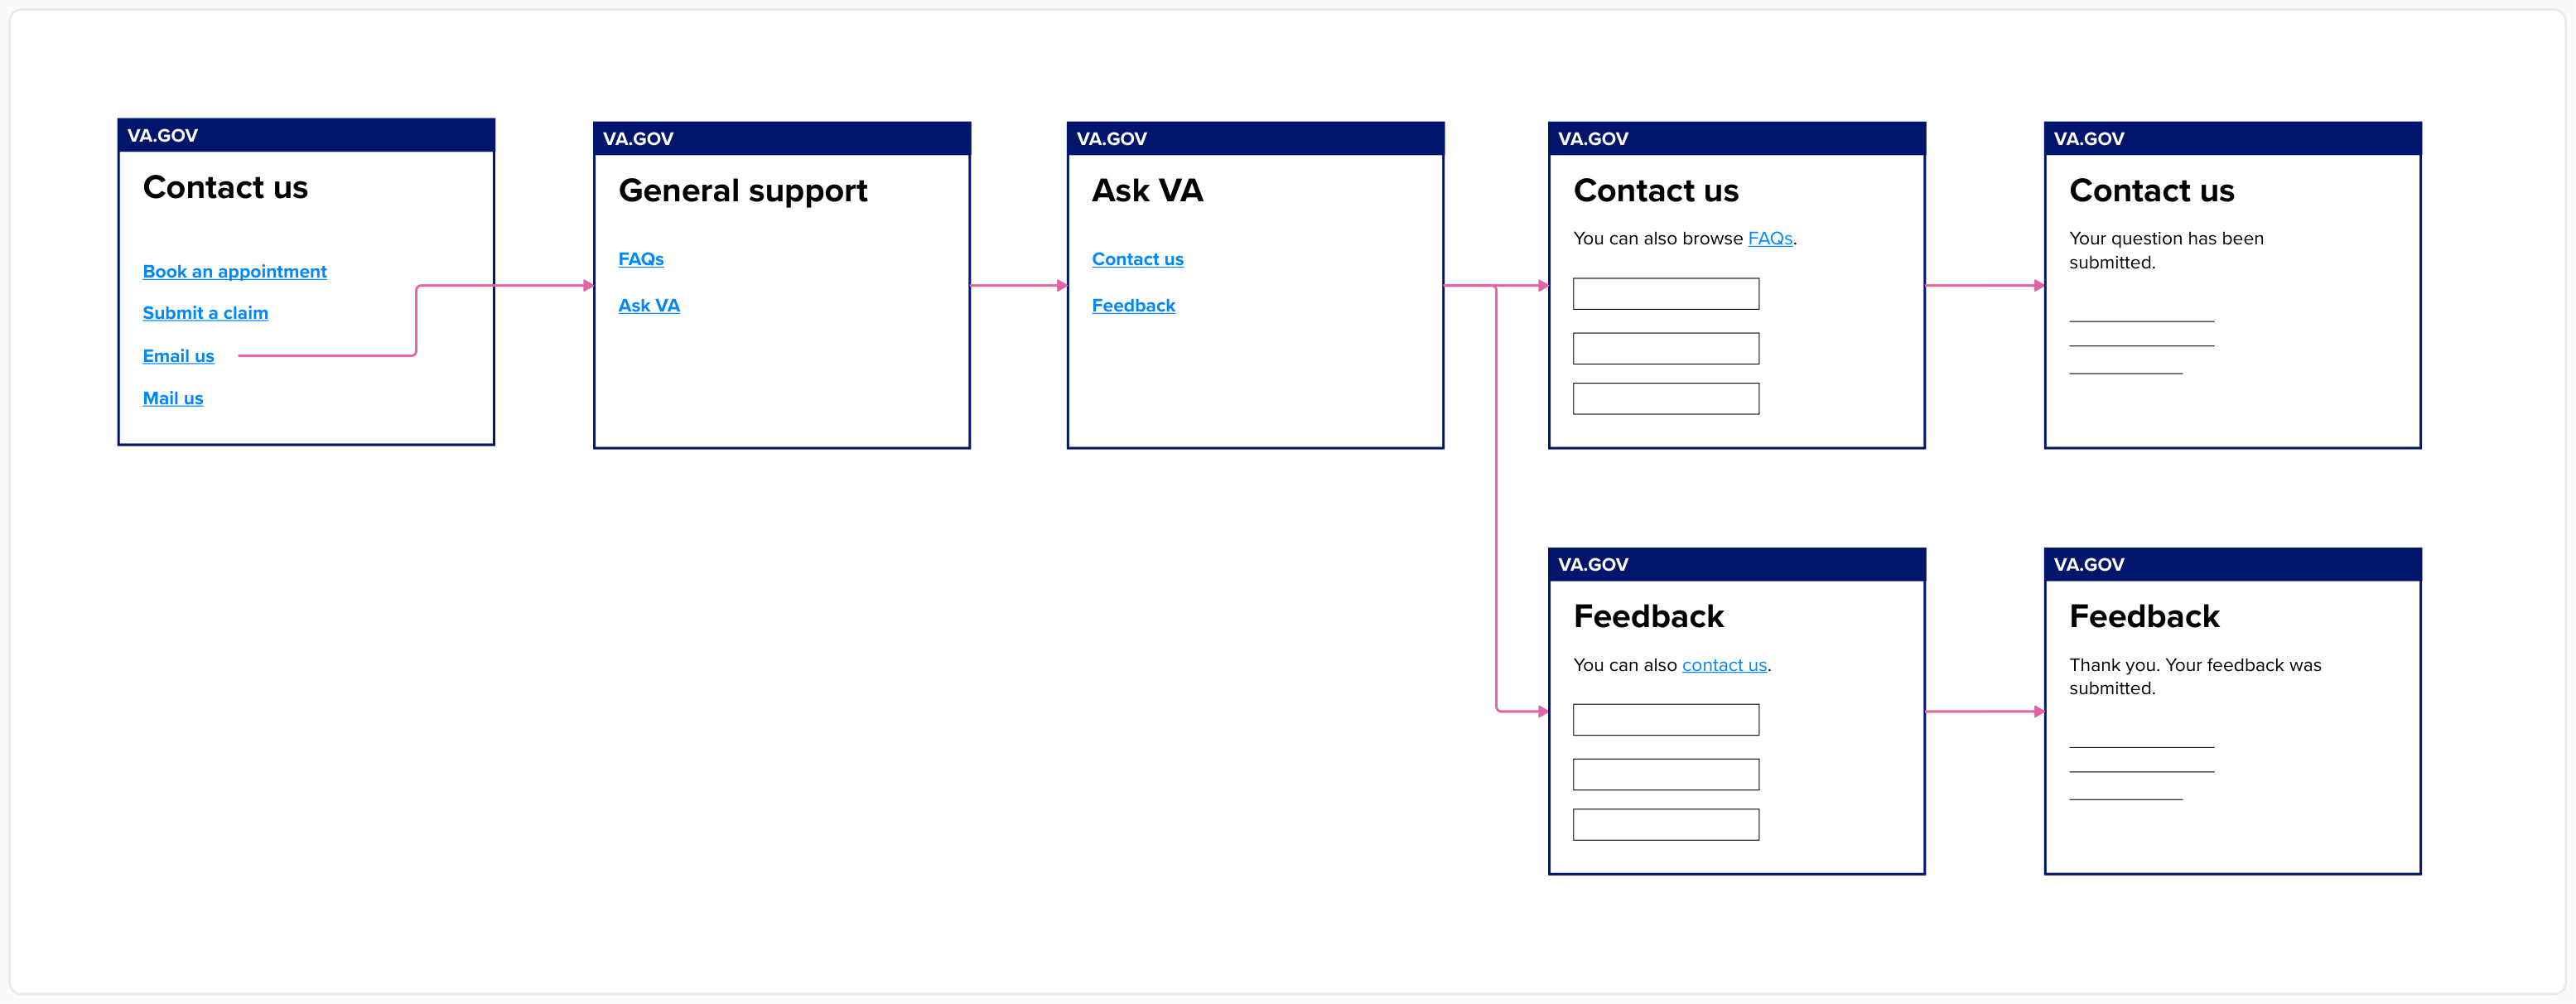 VA.GOV
Contact us
Book an appointment
Submit a claim
Email us
Mail us
VA.GOV
General support
FAQs
Ask VA
VA.GOV
Ask VA
Contact us
Feedback
VA.GOV
Contact us
You can also browse FAQs.
VA.GOV
Contact us
Your question has been
submitted.
VA.GOV
Feedback
You can also contact us.
VA.GOV
Feedback
Thank you. Your feedback was
submitted.